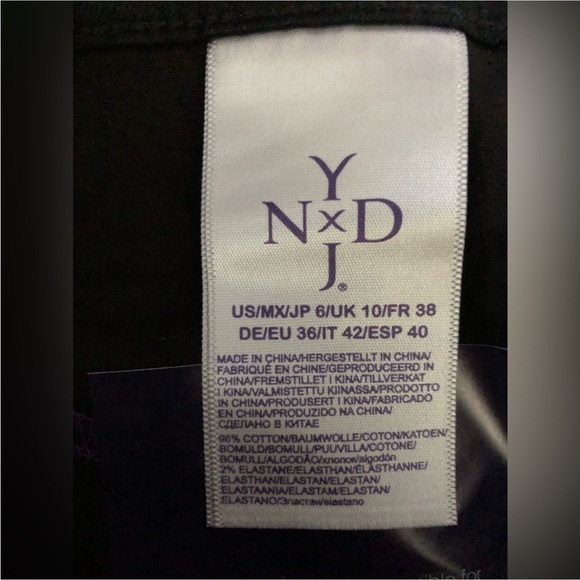 Y
N x D
J®
US/MX/JP 6/UK 10/FR 38
DE/EU 36/IT 42/ESP 40
MADE IN CHINA/HERGESTELLT IN CHINA/
FABRIQUÉ EN CHINE/GEPRODUCEERD IN
CHINA/FREMSTILLET I KINA/TILLVERKAT
I KINA/VALMISTETTU KIINASSA/PRODOTTO
IN CHINA/PRODUSERT I KINA/FABRICADO
EN CHINA/PRODUZIDO NA CHINA/
СДЕЛАНО В КИТАЕ
98% COTTON/BAUMWOLLE/COTON/KATOEN/
BOMULD/BOMULL/PUUVILLA/COTONE/
BOMULL/ALGODÃO/хлопок/algodón
2% ELASTANE/ELASTHAN/ÉLASTHANNE/
ELASTHAN/ELASTAN/ELASTAN/
ELASTAANIA/ELASTAM/ELASTAN/
ELASTANO/Эластан/elastano
for